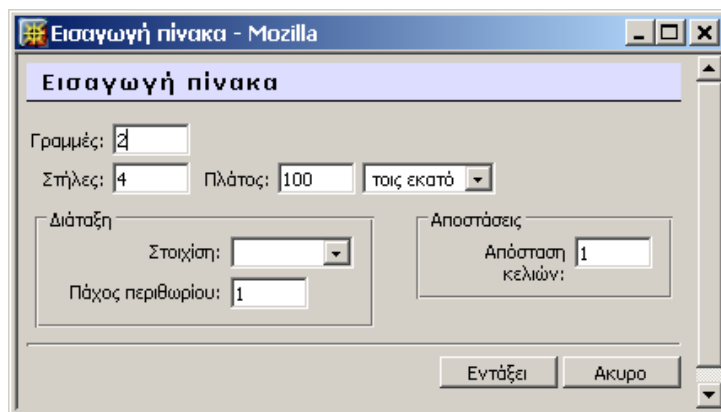 Εισαγωγή πίνακα - Mozilla
Εισαγωγή πίνακα
Γραμμές: 2
Στήλες: 4 Πλάτος: 100 τοις εκατό
Διάταξη Αποστάσεις
Στοιχίση: Απόσταση κελιών: 1
Πάχος περιθωρίου: 1
Εντάξει Ακυρο